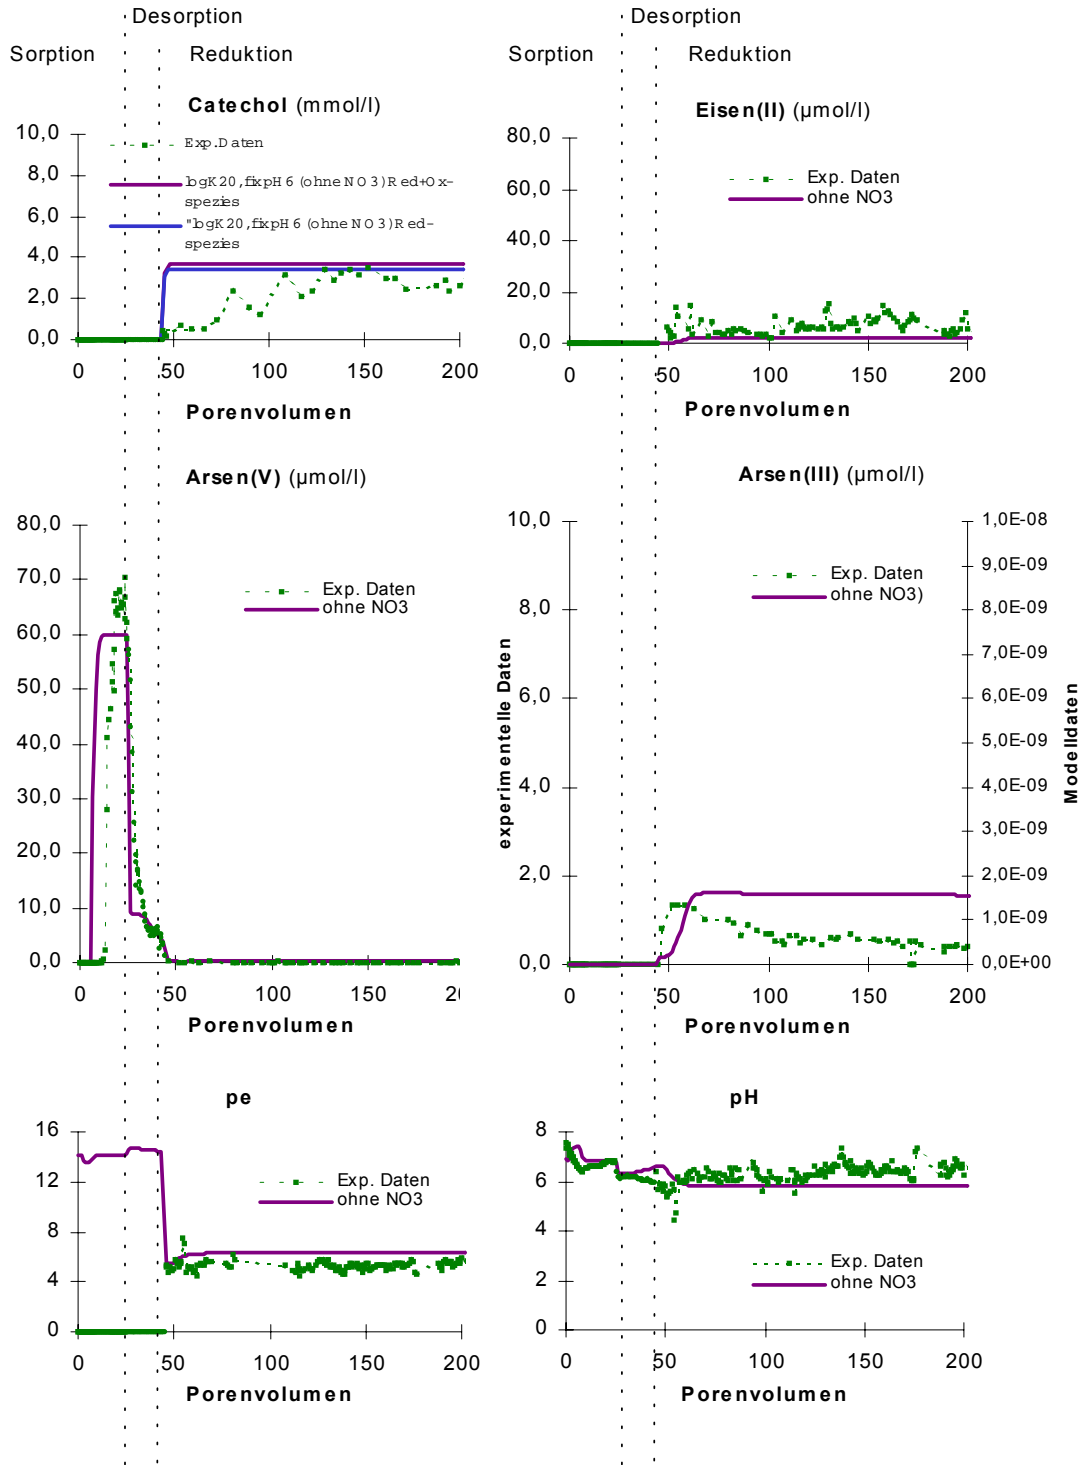 Desorption
Sorption
Reduktion
Desorption
Sorption
Reduktion
Catechol (mmol/l)
10,0
8,0
6,0
4,0
2,0
0,0
Exp.Daten
logK20,fixpH6 (ohne NO3)Red+Ox-
spezies
"logK20,fixpH6 (ohne NO3)Red-
spezies
0 50 100 150 200
Porenvolumen
Eisen(II) (µmol/l)
80,0
60,0
40,0
20,0
0,0
Exp. Daten
ohne NO3
0 50 100 150 200
Porenvolumen
Arsen(V) (µmol/l)
80,0
70,0
60,0
50,0
40,0
30,0
20,0
10,0
0,0
Exp. Daten
ohne NO3
0 50 100 150 2(
Porenvolumen
Arsen(III) (µmol/l)
experimentelle Daten
10,0
8,0
6,0
4,0
2,0
0,0
Exp. Daten
ohne NO3)
1,0E-08
9,0E-09
8,0E-09
7,0E-09
6,0E-09
5,0E-09
4,0E-09
3,0E-09
2,0E-09
1,0E-09
0,0E+00
Modelldaten
0 50 100 150 200
Porenvolumen
pe
16
12
8
4
0
Exp. Daten
ohne NO3
0 50 100 150 200
Porenvolumen
pH
8
6
4
2
0
Exp. Daten
ohne NO3
0 50 100 150 200
Porenvolumen